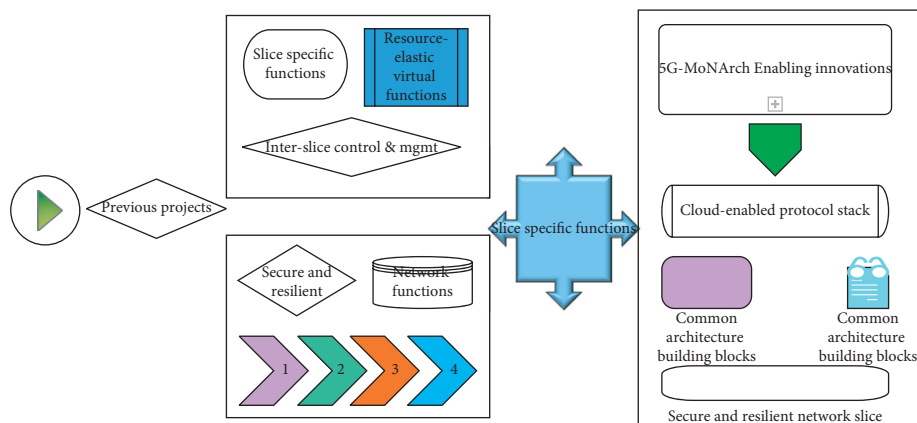 Previous projects
Slice specific
functions
Resource-
elastic
virtual
functions
Inter-slice control & mgmt
Secure and
resilient
Network
functions
1
2
3
4
Slice specific functions
5G-MoNArch Enabling innovations
Cloud-enabled protocol stack
Common
architecture
building blocks
Common
architecture
building blocks
Secure and resilient network slice